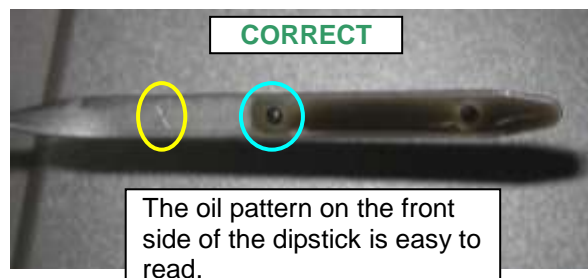 CORRECT
The oil pattern on the front
side of the dipstick is easy to
read.